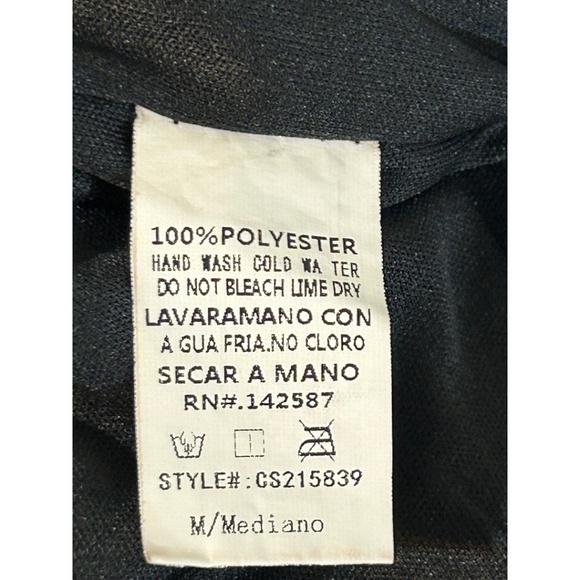 100%POLYESTER
HAND WASH COLD WA TER
DO NOT BLEACH LIME DRY
LAVARAMANO CON
A GUA FRIA.NO CLORO
SECAR A MANO
RN#.142587
STYLE#:GS215839
M/Mediano